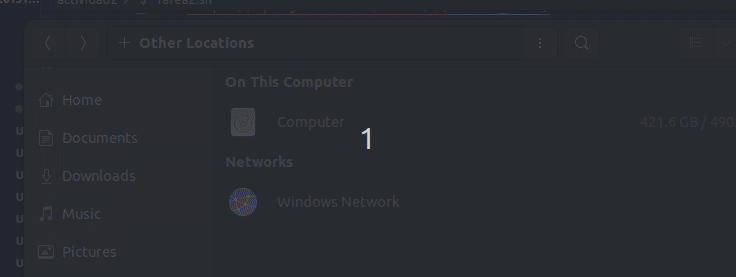 actividad2 > $ Tarea2.sh
+ Other Locations
On This Computer
Home
Computer
421.6 GB / 490.
1
Documents
Networks
Downloads
Windows Network
Music
Pictures
U
U
U
U
U
U
U